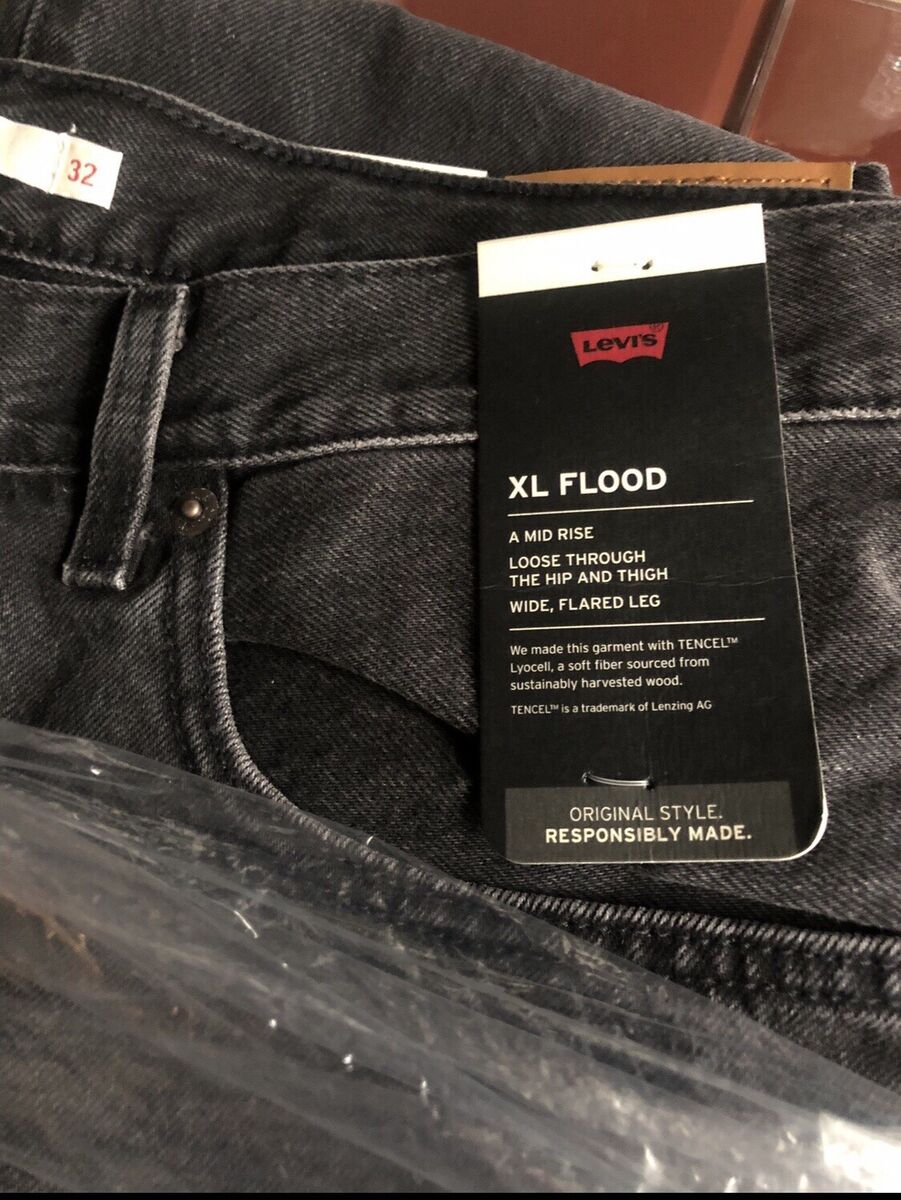 32
Levi's®
XL FLOOD
A MID RISE
LOOSE THROUGH
THE HIP AND THIGH
WIDE, FLARED LEG
We made this garment with TENCEL™
Lyocell, a soft fiber sourced from
sustainably harvested wood.
TENCEL™ is a trademark of Lenzing AG
ORIGINAL STYLE.
RESPONSIBLY MADE.